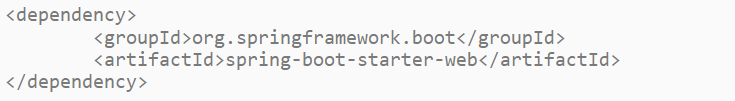 <dependency>
        <groupId>org.springframework.boot</groupId>
        <artifactId>spring-boot-starter-web</artifactId>
</dependency>